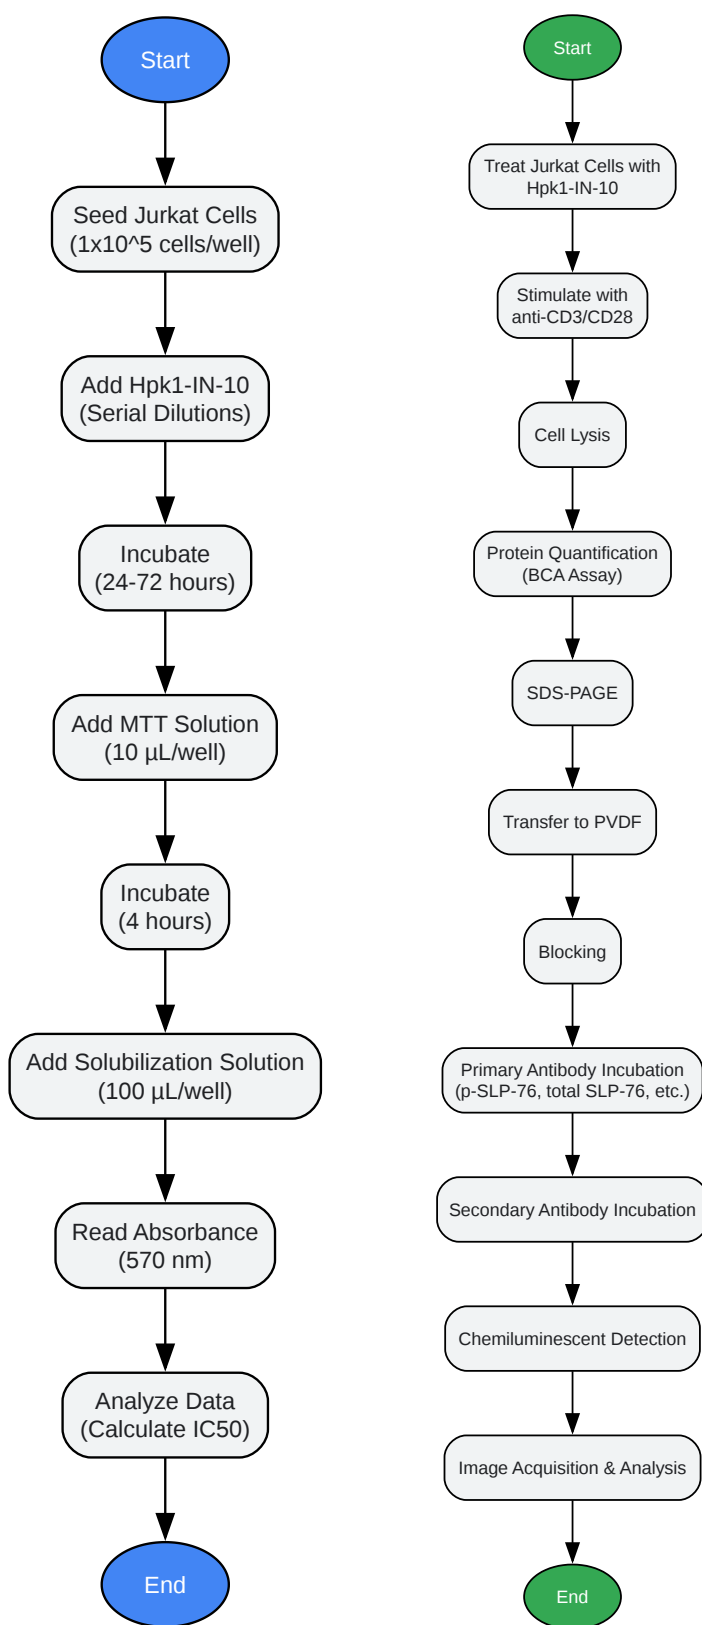 Start
Seed Jurkat Cells
(1x10^5 cells/well)
Add Hpk1-IN-10
(Serial Dilutions)
Incubate
(24-72 hours)
Add MTT Solution
(10 µL/well)
Incubate
(4 hours)
Add Solubilization Solution
(100 µL/well)
Read Absorbance
(570 nm)
Analyze Data
(Calculate IC50)
End
Start
Treat Jurkat Cells with
Hpk1-IN-10
Stimulate with
anti-CD3/CD28
Cell Lysis
Protein Quantification
(BCA Assay)
SDS-PAGE
Transfer to PVDF
Blocking
Primary Antibody Incubation
(p-SLP-76, total SLP-76, etc.)
Secondary Antibody Incubation
Chemiluminescent Detection
Image Acquisition & Analysis
End